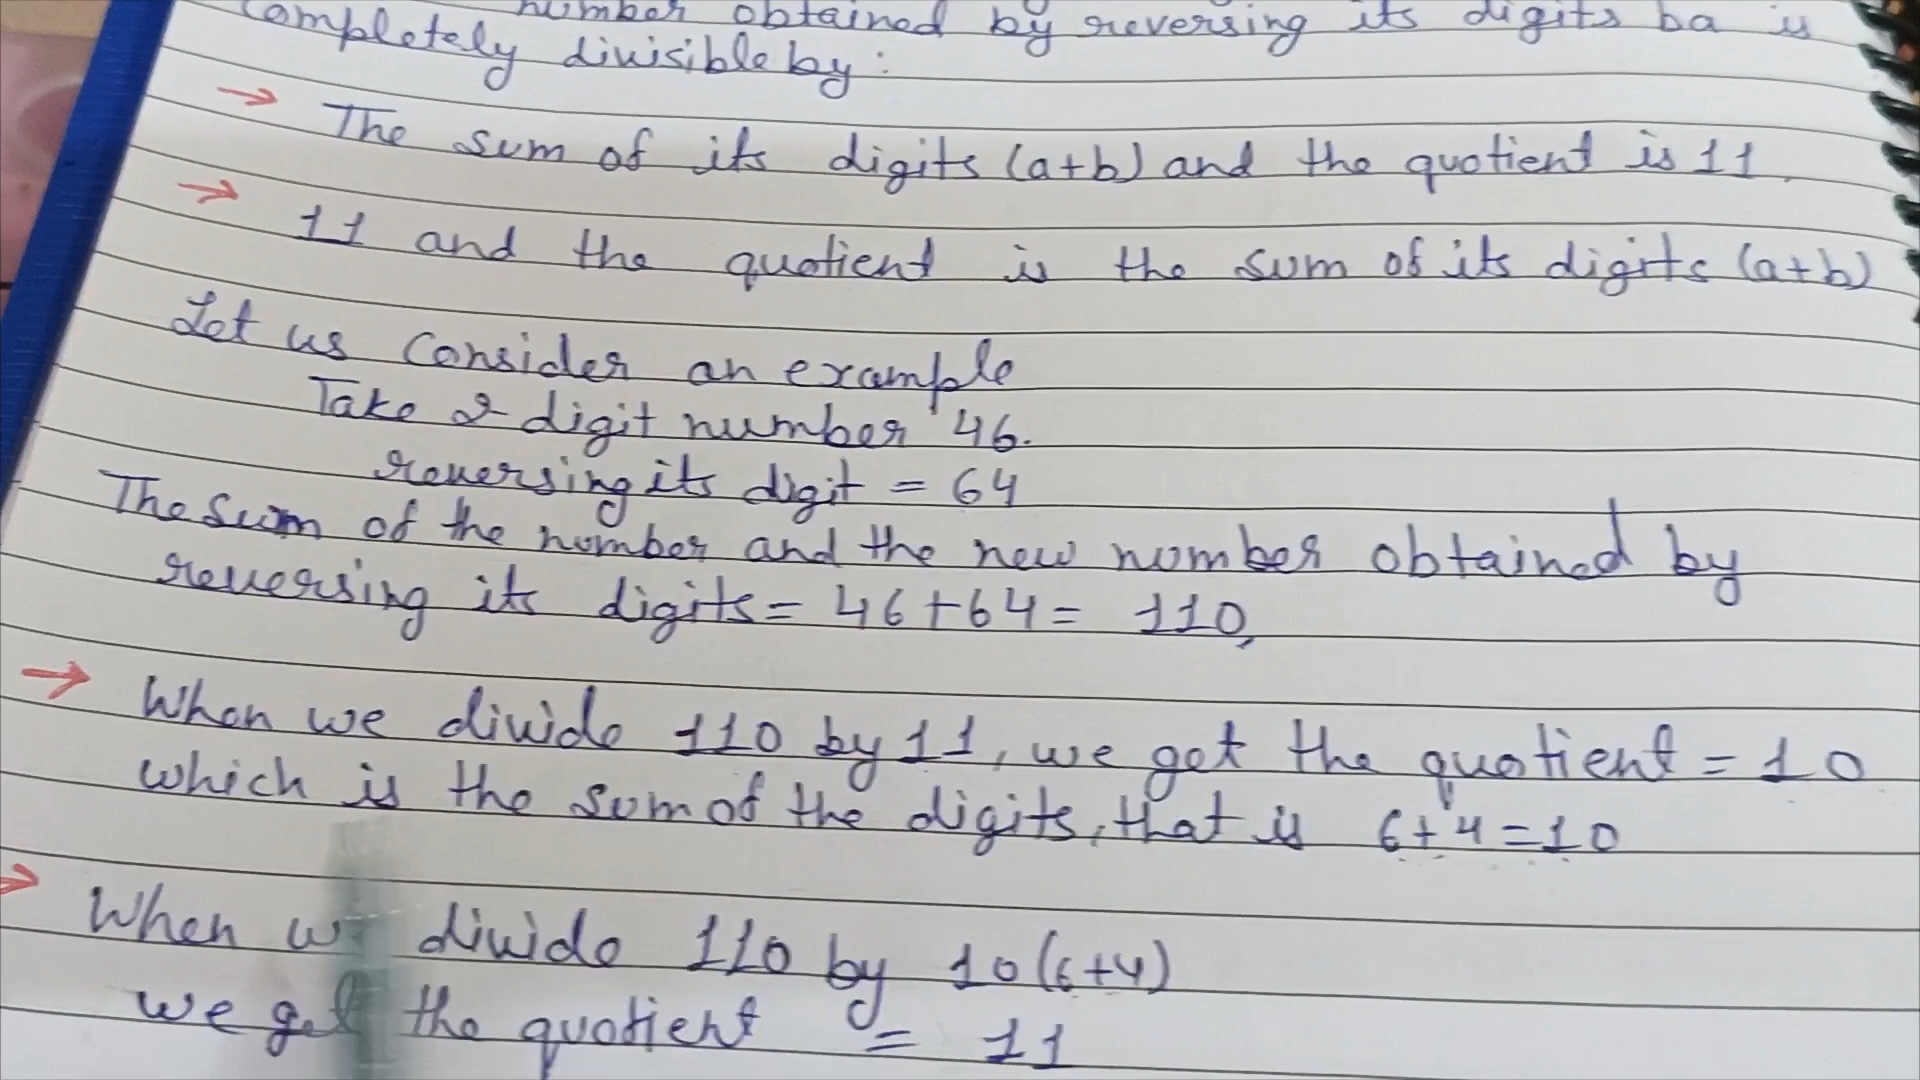 completely number obtained by reversing its digits ba is
divisible by:
→ The sum of its digits (a+b) and the quotient is 11.
→ 11 and the quotient is the sum of its digits (a+b)
Let us Consider an example
Take 2 digit number 46.
reversing its digit = 64
The Sum of the number and the new number obtained by
reversing its digits = 46+64 = 110,
→ When we divide 110 by 11, we get the quotient = 10
which is the sum of the digits, that is 6+4=10
→ When we divide 110 by 10(6+4)
we get the quotient = 11